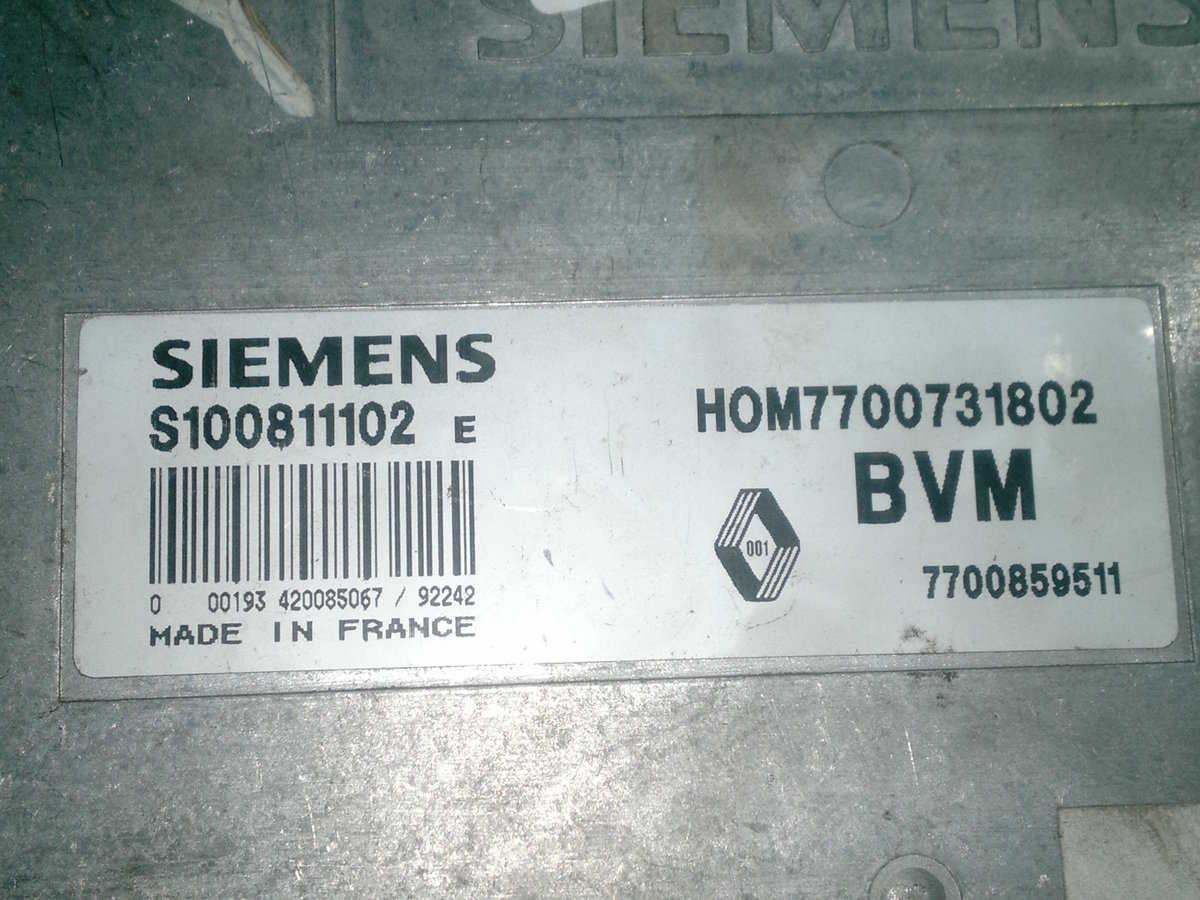 SIEMENS
SIEMENS
S100811102 E
0 00193 420085067 / 92242
MADE IN FRANCE
HOM7700731802
BVM
001
7700859511